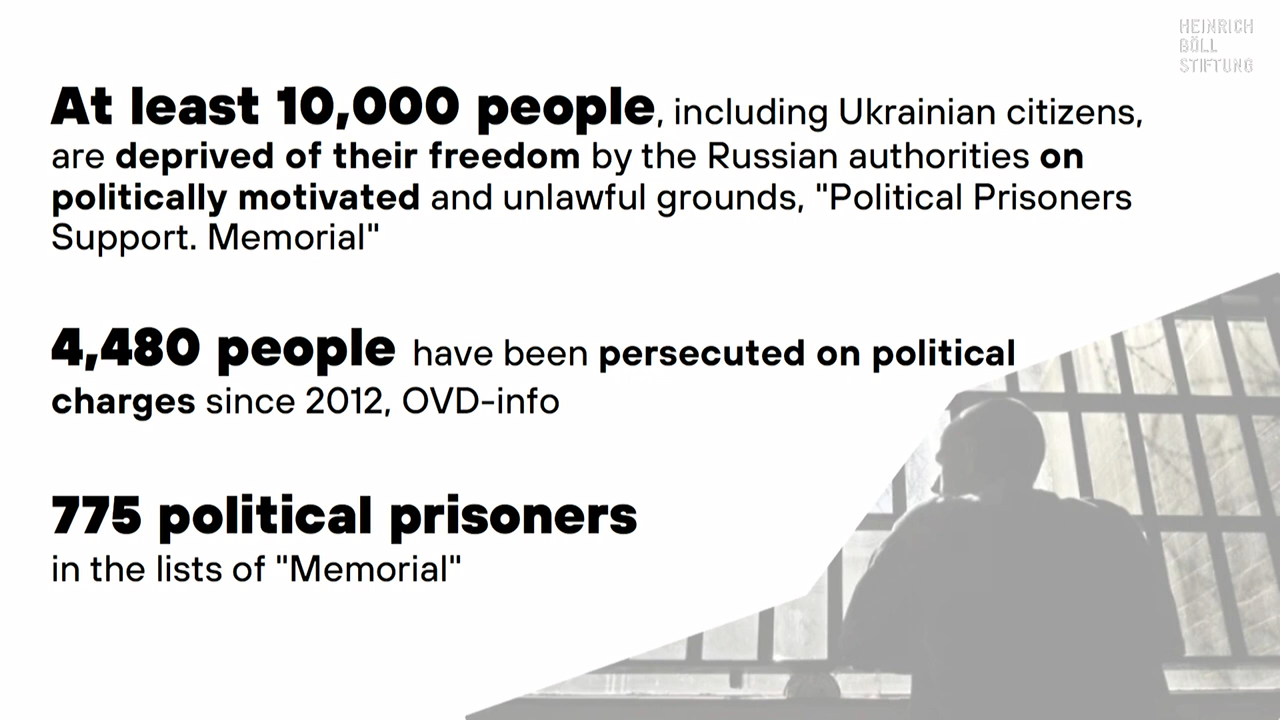 HEINRICH
BÖLL
STIFTUNG
At least 10,000 people, including Ukrainian citizens,
are deprived of their freedom by the Russian authorities on
politically motivated and unlawful grounds, "Political Prisoners
Support. Memorial"
4,480 people have been persecuted on political
charges since 2012, OVD-info
775 political prisoners
in the lists of "Memorial"